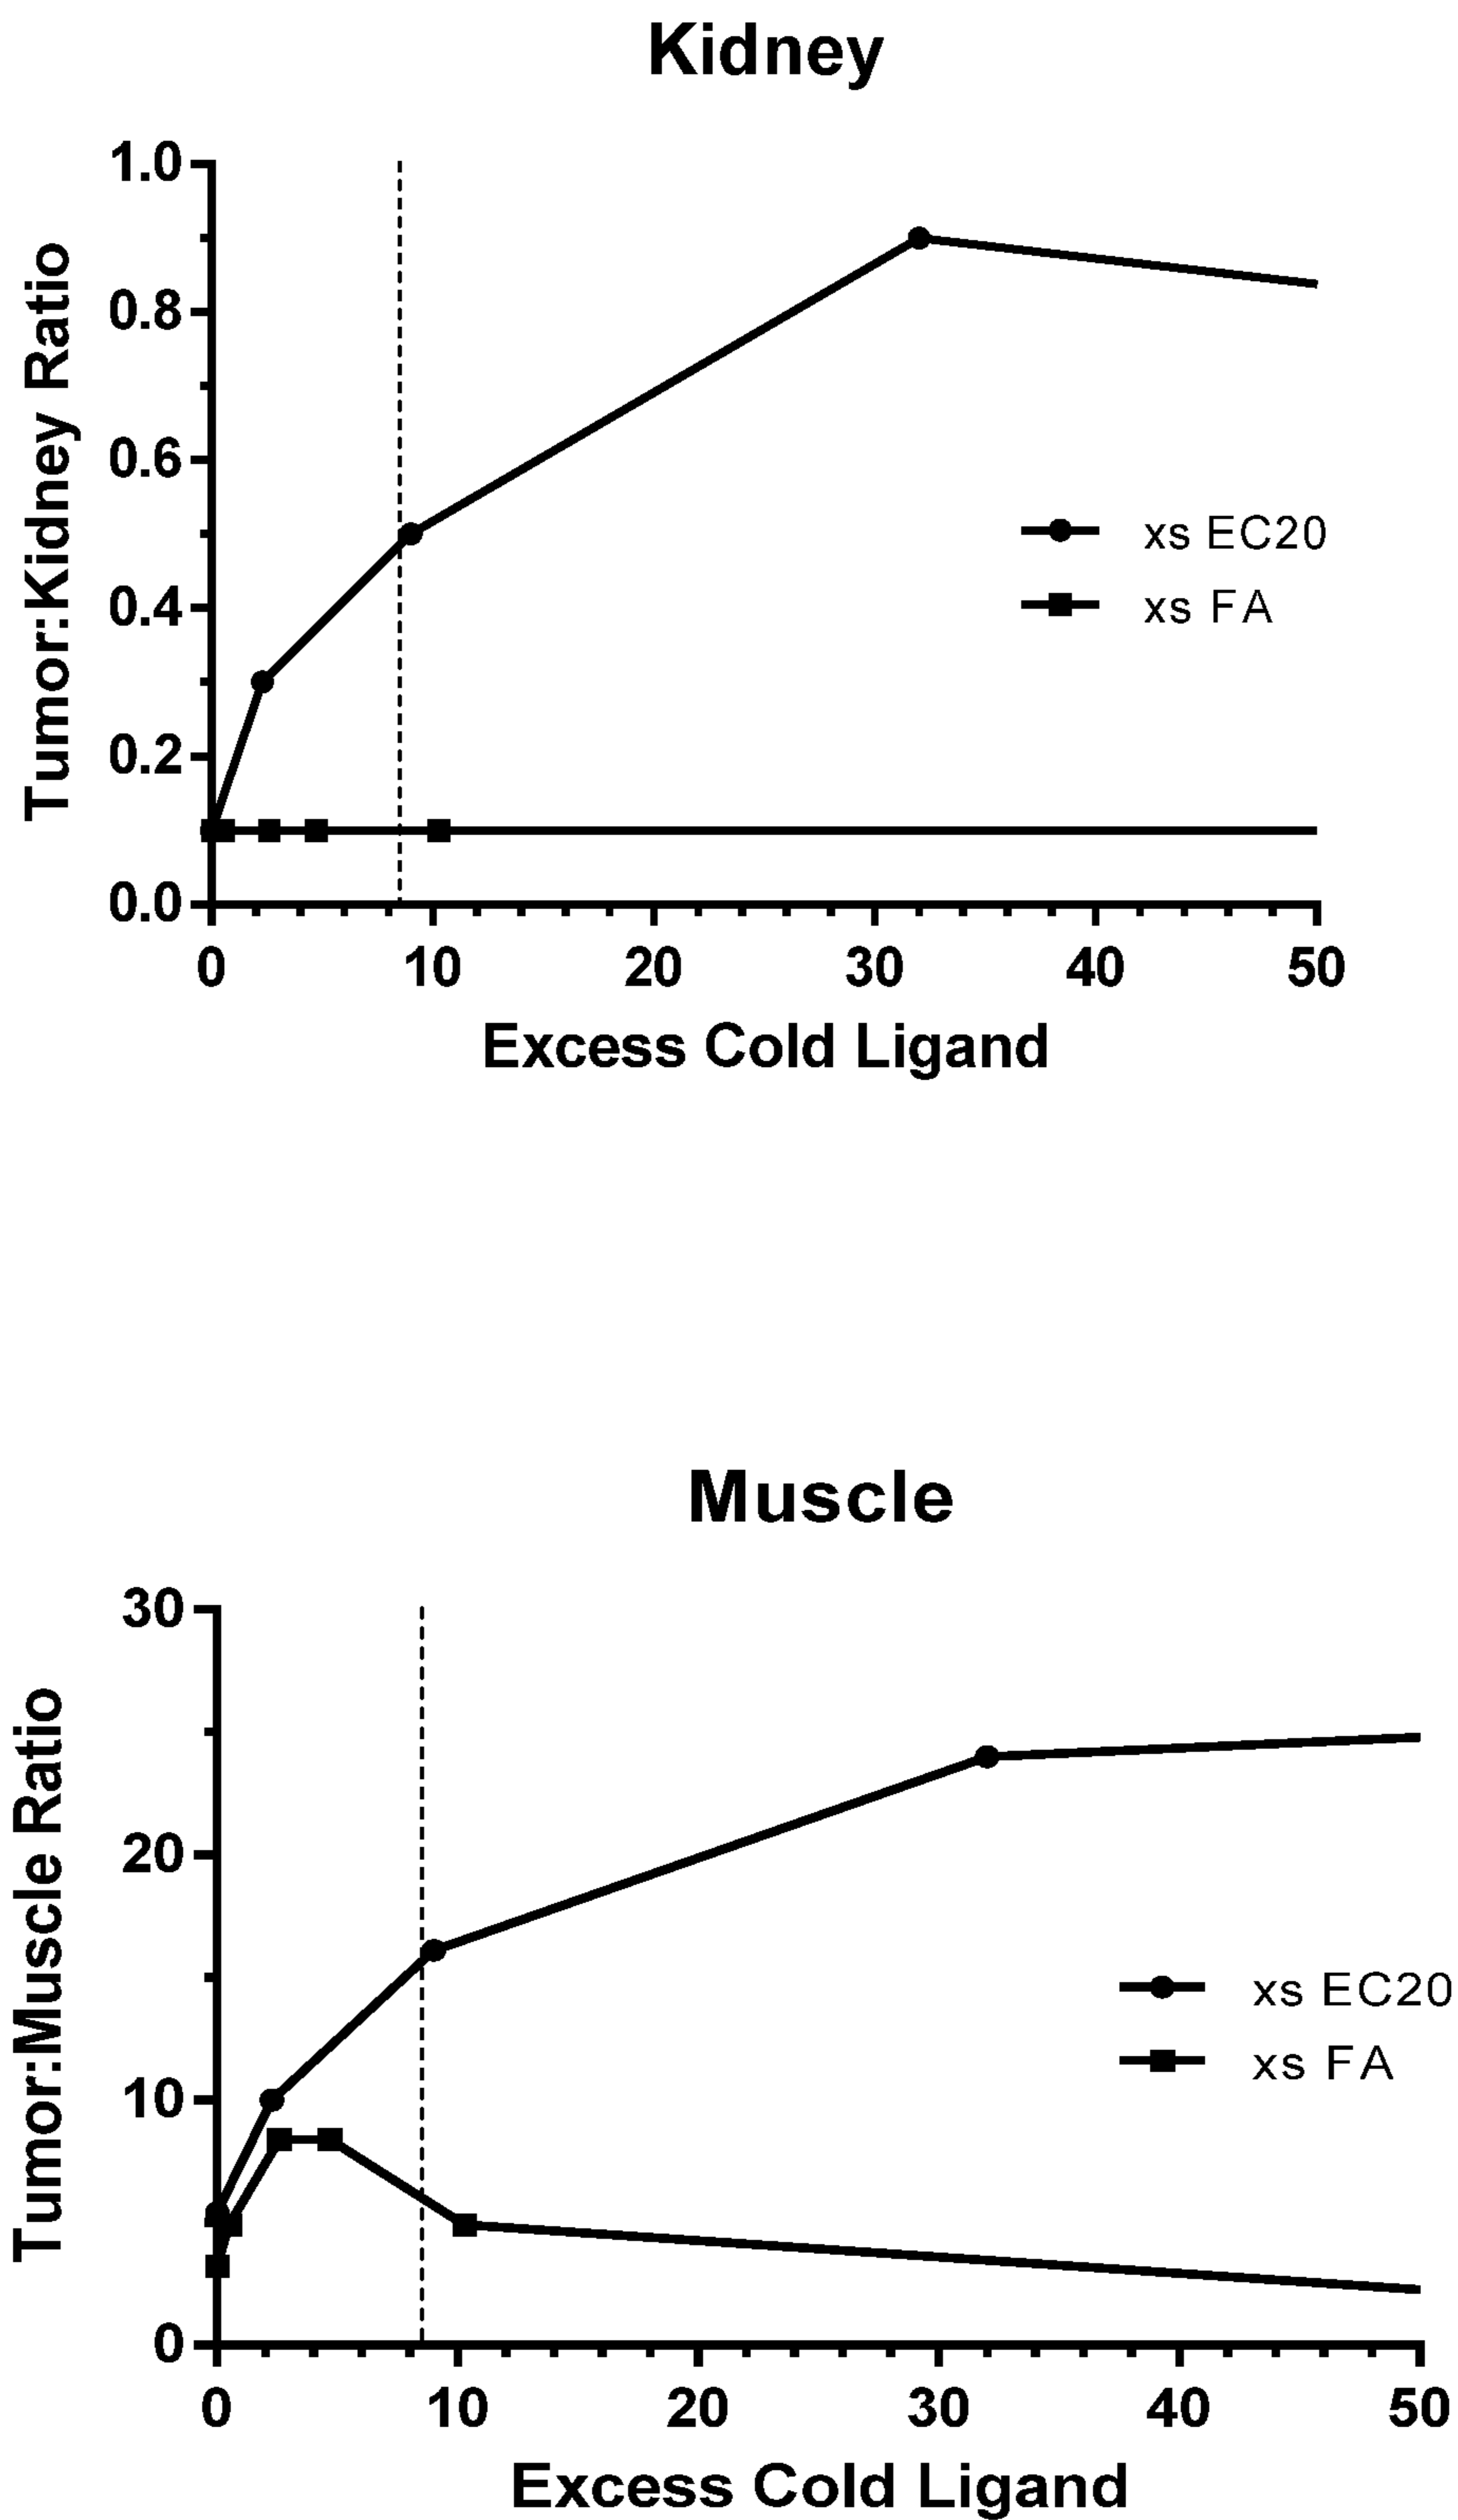 Kidney
1.0
0.8
0.6
0.4
0.2
0.0
Tumor:Kidney Ratio
xs EC20
xs FA
0 10 20 30 40 50
Excess Cold Ligand
Muscle
30
20
10
0
Tumor:Muscle Ratio
xs EC20
xs FA
0 10 20 30 40 50
Excess Cold Ligand